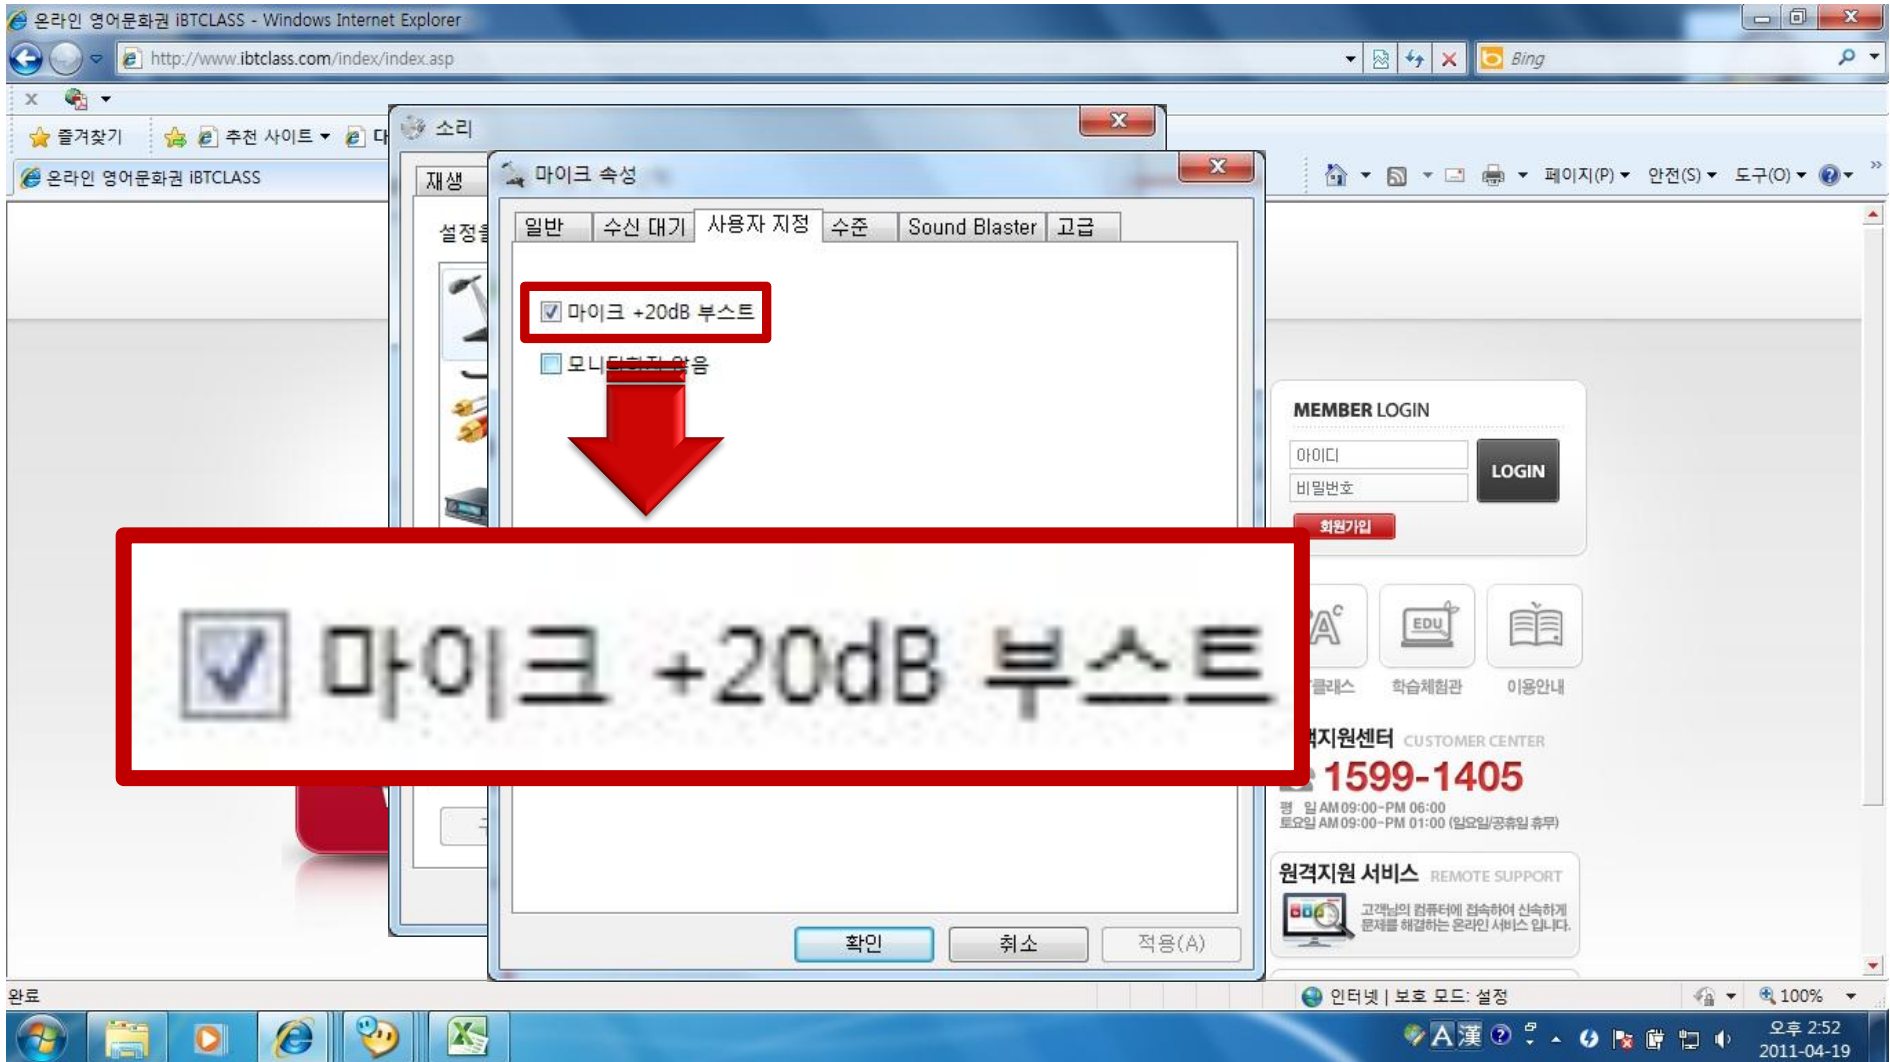 온라인 영어문화권 iBTCLASS - Windows Internet Explorer
http://www.ibtclass.com/index/index.asp
Bing
x
즐겨찾기 추천 사이트
온라인 영어문화권 iBTCLASS
페이지(P) 안전(S) 도구(O)
소리
재생
마이크 속성
일반 수신 대기 사용자 지정 수준 Sound Blaster 고급
마이크 +20dB 부스트
마이크 +20dB 부스트
확인 취소 적용(A)
MEMBER LOGIN
아이디
비밀번호
LOGIN
회원가입
EDU
학습체험관 이용안내
CUSTOMER CENTER
1599-1405
평 일 AM 09:00-PM 06:00
토요일 AM 09:00-PM 01:00 (일요일/공휴일 휴무)
원격지원 서비스 REMOTE SUPPORT
고객님의 컴퓨터에 접속하여 신속하게
문제를 해결하는 온라인 서비스 입니다.
완료
인터넷 | 보호 모드: 설정
100%
A 漢
오후 2:52
2011-04-19